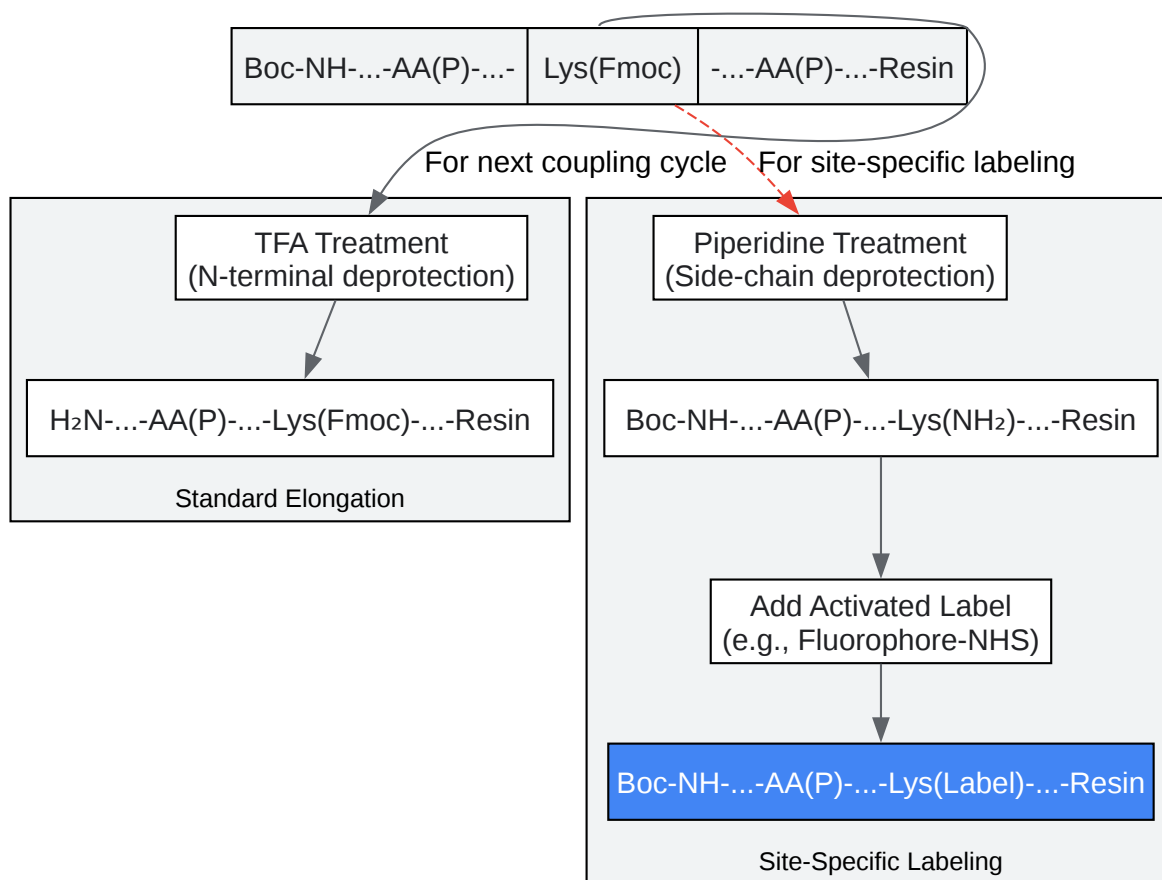 Boc-NH-...-AA(P)-...- Lys(Fmoc) -...-AA(P)-...-Resin
For next coupling cycle
For site-specific labeling
TFA Treatment
(N-terminal deprotection)
H₂N-...-AA(P)-...-Lys(Fmoc)-...-Resin
Standard Elongation
Piperidine Treatment
(Side-chain deprotection)
Boc-NH-...-AA(P)-...-Lys(NH₂)-...-Resin
Add Activated Label
(e.g., Fluorophore-NHS)
Boc-NH-...-AA(P)-...-Lys(Label)-...-Resin
Site-Specific Labeling